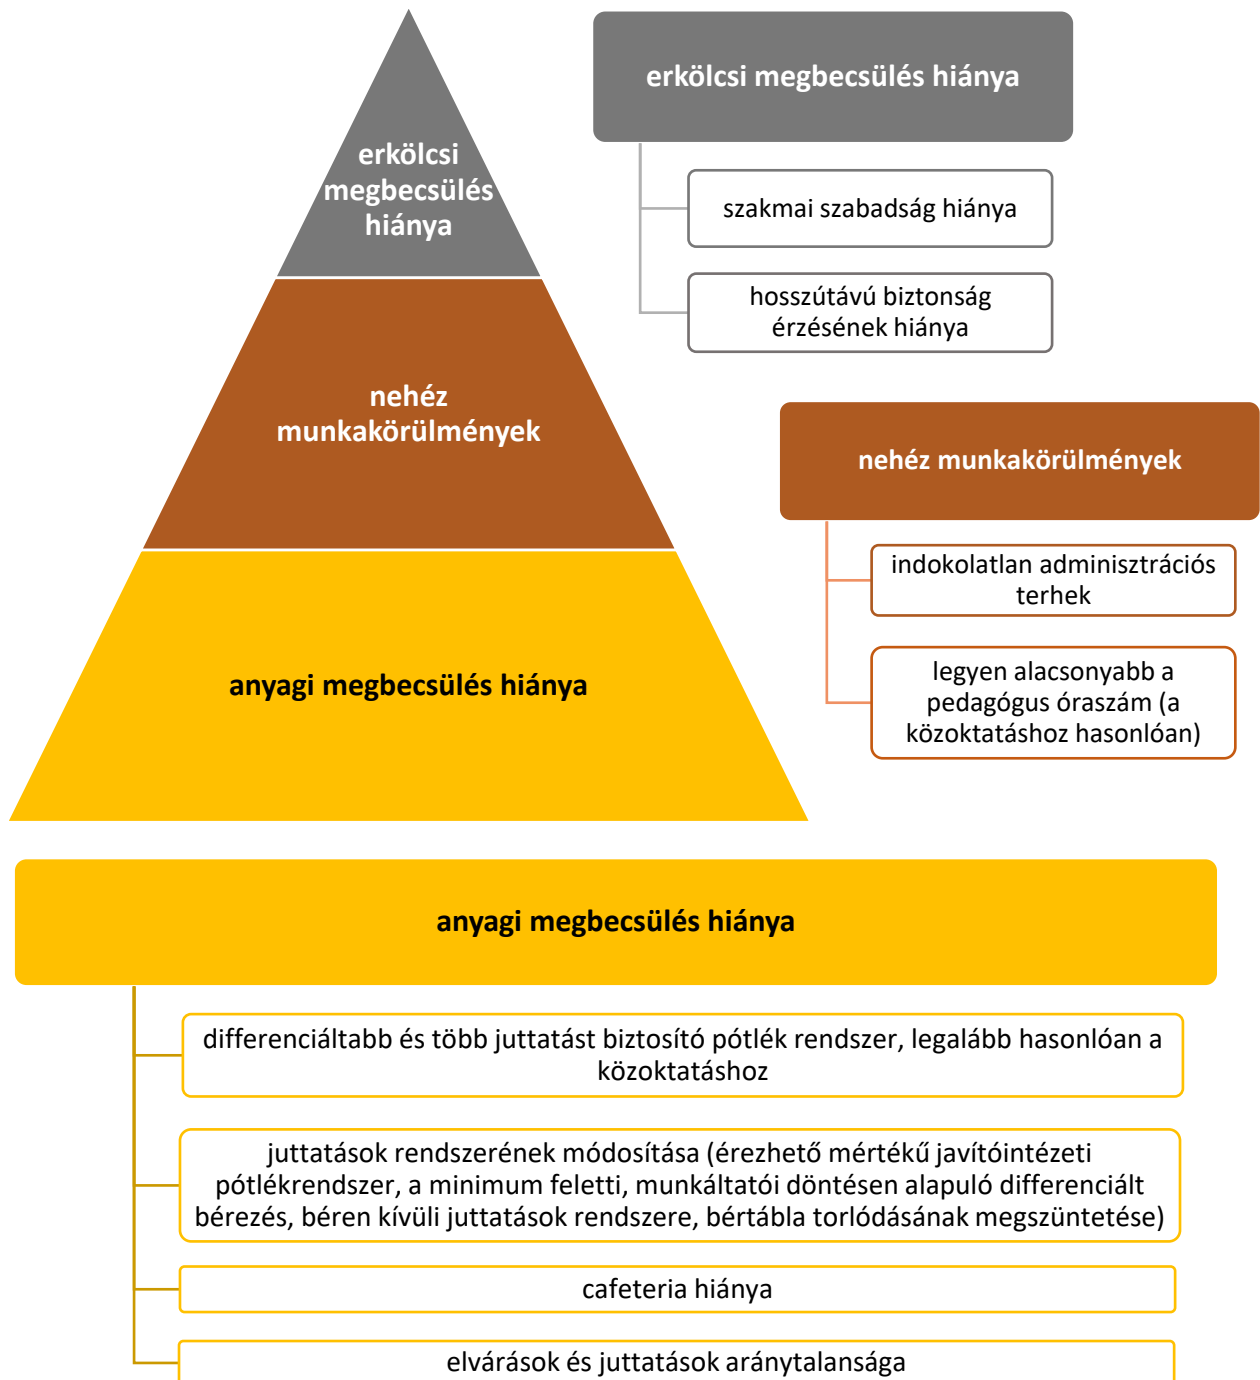 erkölcsi
megbecsülés
hiánya
nehéz
munkakörülmények
anyagi megbecsülés hiánya
erkölcsi megbecsülés hiánya
szakmai szabadság hiánya
hosszútávú biztonság
érzésének hiánya
nehéz munkakörülmények
indokolatlan adminisztrációs
terhek
legyen alacsonyabb a
pedagógus óraszám (a
közoktatáshoz hasonlóan)
anyagi megbecsülés hiánya
differenciáltabb és több juttatást biztosító pótlék rendszer, legalább hasonlóan a
közoktatáshoz
juttatások rendszerének módosítása (érezhető mértékű javítóintézeti
pótlékrendszer, a minimum feletti, munkáltatói döntésen alapuló differenciált
bérezés, béren kívüli juttatások rendszere, bértábla torlódásának megszüntetése)
cafeteria hiánya
elvárások és juttatások aránytalansága